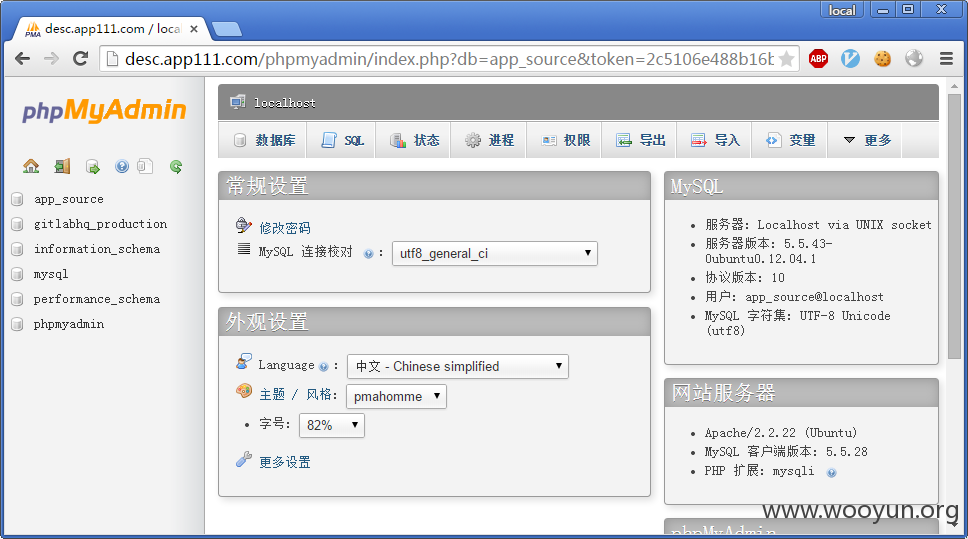 local
desc.app111.com / loca
desc.app111.com/phpmyadmin/index.php?db=app_source&token=2c5106e488b16b
ABP
PMA
phpMyAdmin
app_source
gitlabhq_production
information_schema
mysql
performance_schema
phpmyadmin
localhost
数据库 SQL 状态 进程 权限 导出 导入 变量 更多
常规设置
修改密码
MySQL 连接校对 : utf8_general_ci
外观设置
Language : 中文 - Chinese simplified
主题 / 风格: pmahomme
字号: 82%
更多设置
MySQL
服务器: Localhost via UNIX socket
服务器版本: 5.5.43-
0ubuntu0.12.04.1
协议版本: 10
用户: app_source@localhost
MySQL 字符集: UTF-8 Unicode
(utf8)
网站服务器
Apache/2.2.22 (Ubuntu)
MySQL 客户端版本: 5.5.28
PHP 扩展: mysqli
www.wooyun.org
phpMyAdmin